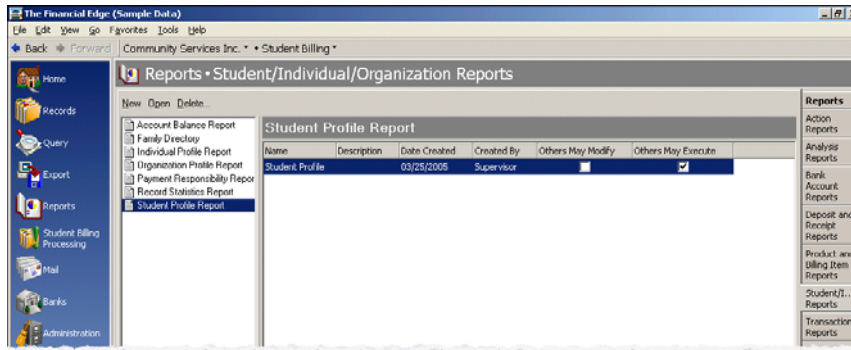 The Financial Edge (Sample Data)
File Edit View Go Favorites Tools Help
Back Forward Community Services Inc. • Student Billing
Home
Records
Query
Export
Reports
Student Billing
Processing
Mail
Banks
Administration
Reports • Student/Individual/Organization Reports
New Open Delete...
Account Balance Report
Family Directory
Individual Profile Report
Organization Profile Report
Payment Responsibility Repor
Record Statistics Report
Student Profile Report
Student Profile Report
Name Description Date Created Created By Others May Modify Others May Execute
Student Profile 03/25/2005 Supervisor
Reports
Action
Reports
Analysis
Reports
Bank
Account
Reports
Deposit and
Receipt
Reports
Product and
Billing Item
Reports
Student/I...
Reports
Transaction
Reports